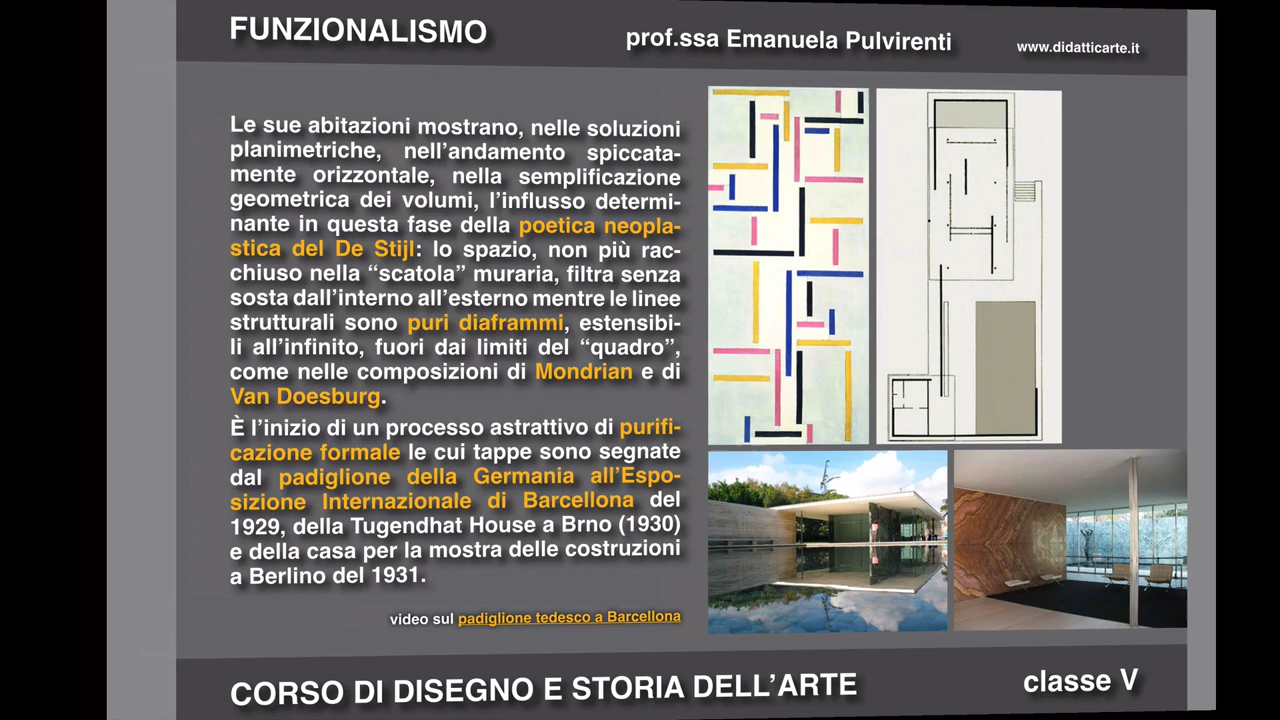 FUNZIONALISMO
prof.ssa Emanuela Pulvirenti
www.didatticarte.it
Le sue abitazioni mostrano, nelle soluzioni
planimetriche, nell'andamento spiccata-
mente orizzontale, nella semplificazione
geometrica dei volumi, l'influsso determi-
nante in questa fase della poetica neopla-
stica del De Stijl: lo spazio, non più rac-
chiuso nella “scatola” muraria, filtra senza
sosta dall'interno all'esterno mentre le linee
strutturali sono puri diaframmi, estensibi-
li all'infinito, fuori dai limiti del “quadro”,
come nelle composizioni di Mondrian e di
Van Doesburg.
È l'inizio di un processo astrattivo di purifi-
cazione formale le cui tappe sono segnate
dal padiglione della Germania all'Espo-
sizione Internazionale di Barcellona del
1929, della Tugendhat House a Brno (1930)
e della casa per la mostra delle costruzioni
a Berlino del 1931.
video sul padiglione tedesco a Barcellona
CORSO DI DISEGNO E STORIA DELL'ARTE
classe V